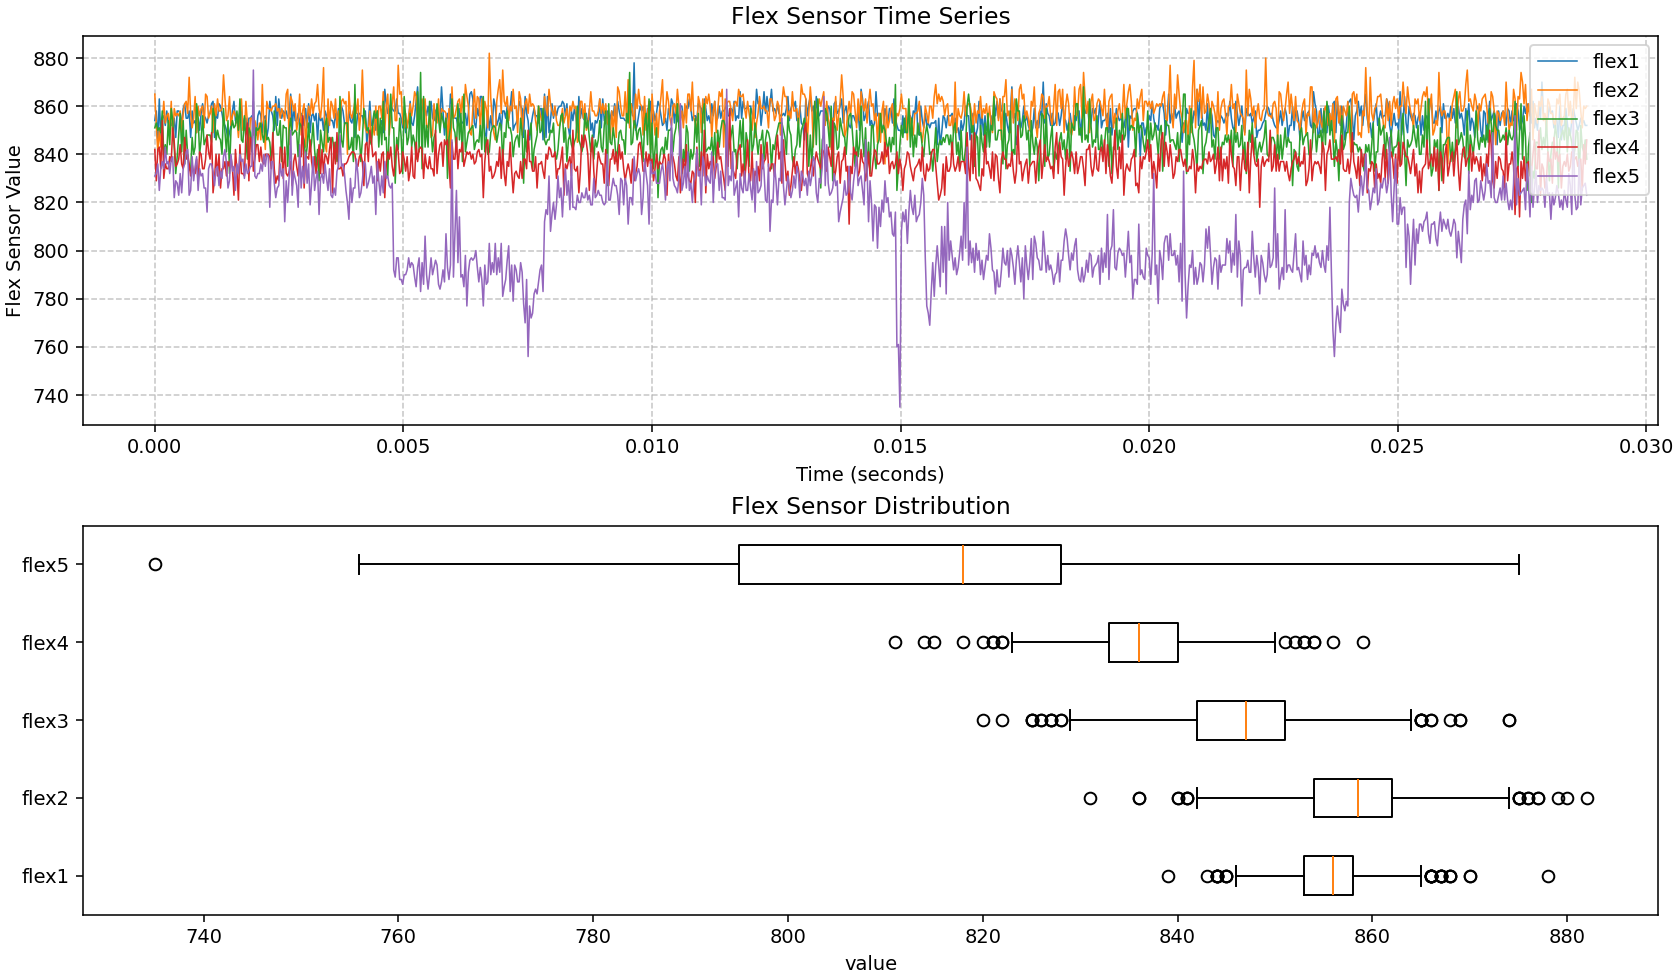 Flex Sensor Time Series
Flex Sensor Value
880
860
840
820
800
780
760
740
flex1
flex2
flex3
flex4
flex5
0.000 0.005 0.010 0.015 0.020 0.025 0.030
Time (seconds)
Flex Sensor Distribution
flex5
flex4
flex3
flex2
flex1
740 760 780 800 820 840 860 880
value